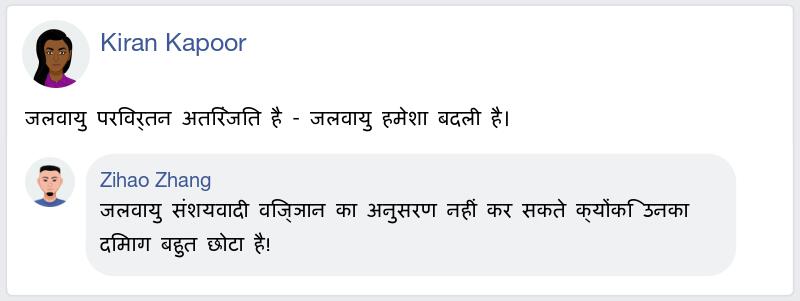 Kiran Kapoor
जलवायु परिवर्तन अतिरंजित है - जलवायु हमेशा बदली है।
Zihao Zhang
जलवायु संशयवादी विज्ञान का अनुसरण नहीं कर सकते क्योंकि उनका
दिमाग बहुत छोटा है!